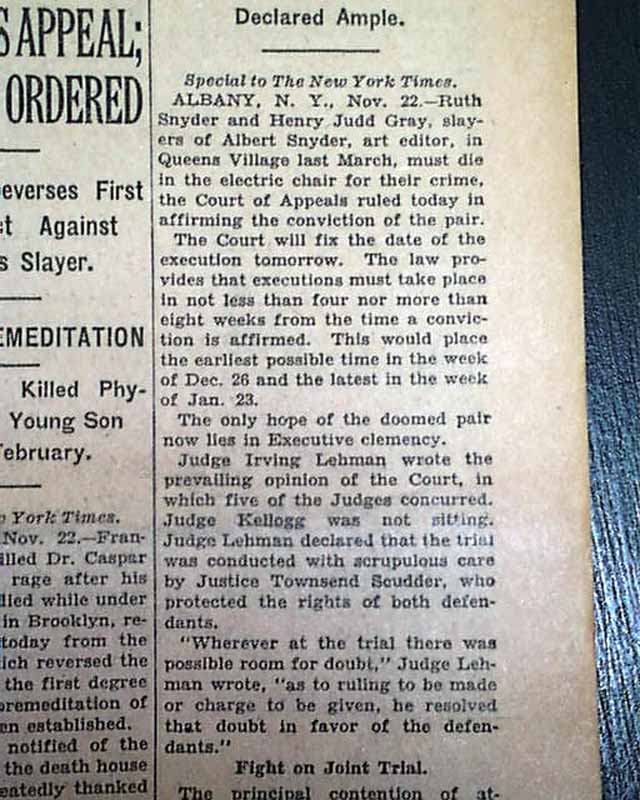 S APPEAL;
ORDERED
everses First
Against
s Slayer.
EMEDITATION
Killed Phy-
Young Son
February.
York Times.
Nov. 22.—Fran-
illed Dr. Caspar
rage after his
died while under
in Brooklyn, re-
today from the
ich reversed the
the first degree
premeditation of
en established.
notified of the
the death house
eatedly thanked
Declared Ample.
Special to The New York Times.
ALBANY, N. Y., Nov. 22.—Ruth
Snyder and Henry Judd Gray, slay-
ers of Albert Snyder, art editor, in
Queens Village last March, must die
in the electric chair for their crime,
the Court of Appeals ruled today in
affirming the conviction of the pair.
The Court will fix the date of the
execution tomorrow. The law pro-
vides that executions must take place
in not less than four nor more than
eight weeks from the time a convic-
tion is affirmed. This would place
the earliest possible time in the week
of Dec. 26 and the latest in the week
of Jan. 23.
The only hope of the doomed pair
now lies in Executive clemency.
Judge Irving Lehman wrote the
prevailing opinion of the Court, in
which five of the Judges concurred.
Judge Kellogg was not sitting.
Judge Lehman declared that the trial
was conducted with scrupulous care
by Justice Townsend Scudder, who
protected the rights of both defen-
dants.
"Wherever at the trial there was
possible room for doubt," Judge Leh-
man wrote, "as to ruling to be made
or charge to be given, he resolved
that doubt in favor of the defen-
dants."
Fight on Joint Trial.
The principal contention of at-